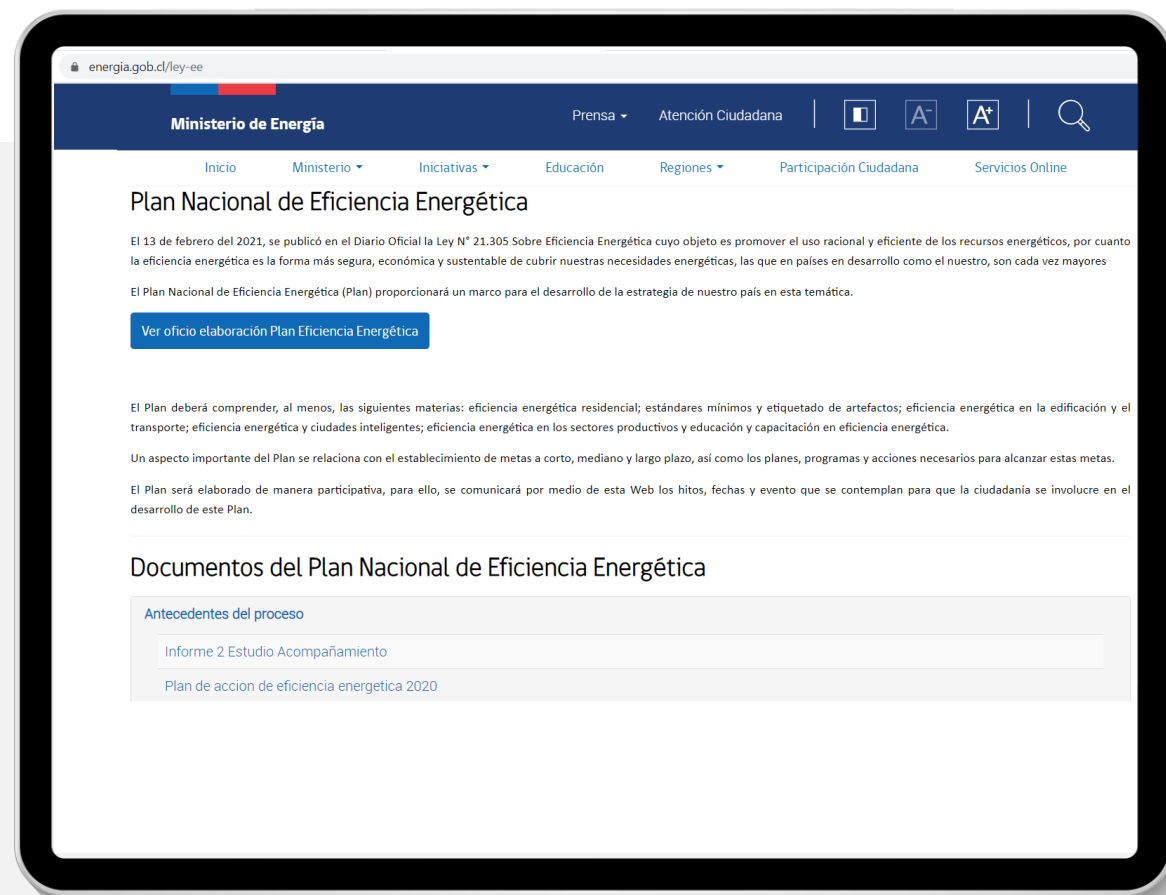 energia.gob.cl/ley-ee
Ministerio de Energía
Prensa
Atención Ciudadana
A-
A+
Inicio
Ministerio
Iniciativas
Educación
Regiones
Participación Ciudadana
Servicios Online
Plan Nacional de Eficiencia Energética
El 13 de febrero del 2021, se publicó en el Diario Oficial la Ley N° 21.305 Sobre Eficiencia Energética cuyo objeto es promover el uso racional y eficiente de los recursos energéticos, por cuanto
la eficiencia energética es la forma más segura, económica y sustentable de cubrir nuestras necesidades energéticas, las que en países en desarrollo como el nuestro, son cada vez mayores
El Plan Nacional de Eficiencia Energética (Plan) proporcionará un marco para el desarrollo de la estrategia de nuestro país en esta temática.
Ver oficio elaboración Plan Eficiencia Energética
El Plan deberá comprender, al menos, las siguientes materias: eficiencia energética residencial; estándares mínimos y etiquetado de artefactos; eficiencia energética en la edificación y el
transporte; eficiencia energética y ciudades inteligentes; eficiencia energética en los sectores productivos y educación y capacitación en eficiencia energética.
Un aspecto importante del Plan se relaciona con el establecimiento de metas a corto, mediano y largo plazo, así como los planes, programas y acciones necesarios para alcanzar estas metas.
El Plan será elaborado de manera participativa, para ello, se comunicará por medio de esta Web los hitos, fechas y evento que se contemplan para que la ciudadanía se involucre en el
desarrollo de este Plan.
Documentos del Plan Nacional de Eficiencia Energética
Antecedentes del proceso
Informe 2 Estudio Acompañamiento
Plan de accion de eficiencia energetica 2020